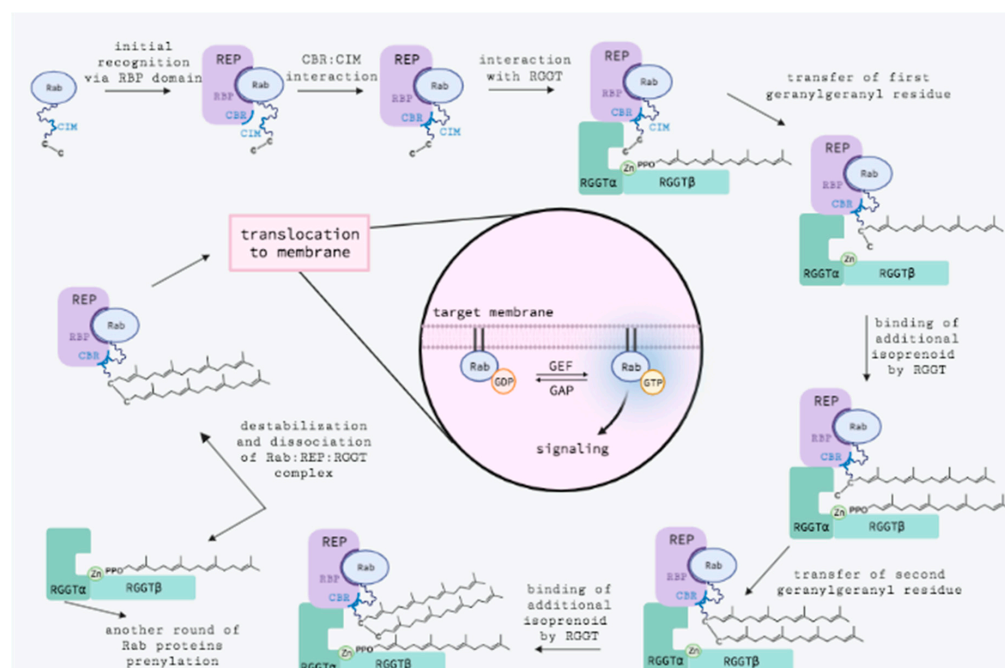 initial
recognition
via RBP domain
Rab
CIM
C
C
REP
Rab
RBP
CBR
CIM
C
C
CBR:CIM
interaction
REP
Rab
RBP
CBR
CIM
C
C
interaction
with RGGT
REP
Rab
RBP
CBR
CIM
C
C
Zn
PPO
RGGTα
RGGTβ
transfer of first
geranylgeranyl residue
REP
Rab
RBP
CBR
C
C
Zn
RGGTα
RGGTβ
binding of
additional
isoprenoid
by RGGT
REP
Rab
RBP
CBR
C
C
Zn
PPO
RGGTα
RGGTβ
transfer of second
geranylgeranyl residue
REP
Rab
RBP
CBR
C
C
Zn
RGGTα
RGGTβ
binding of
additional
isoprenoid
by RGGT
REP
Rab
RBP
CBR
C
C
Zn
PPO
RGGTα
RGGTβ
destabilization
and dissociation
of Rab:REP:RGGT
complex
Zn
PPO
RGGTα
RGGTβ
another round of
Rab proteins
prenylation
REP
Rab
RBP
CBR
C
C
translocation
to membrane
target membrane
Rab
GDP
GEF
GAP
Rab
GTP
signaling